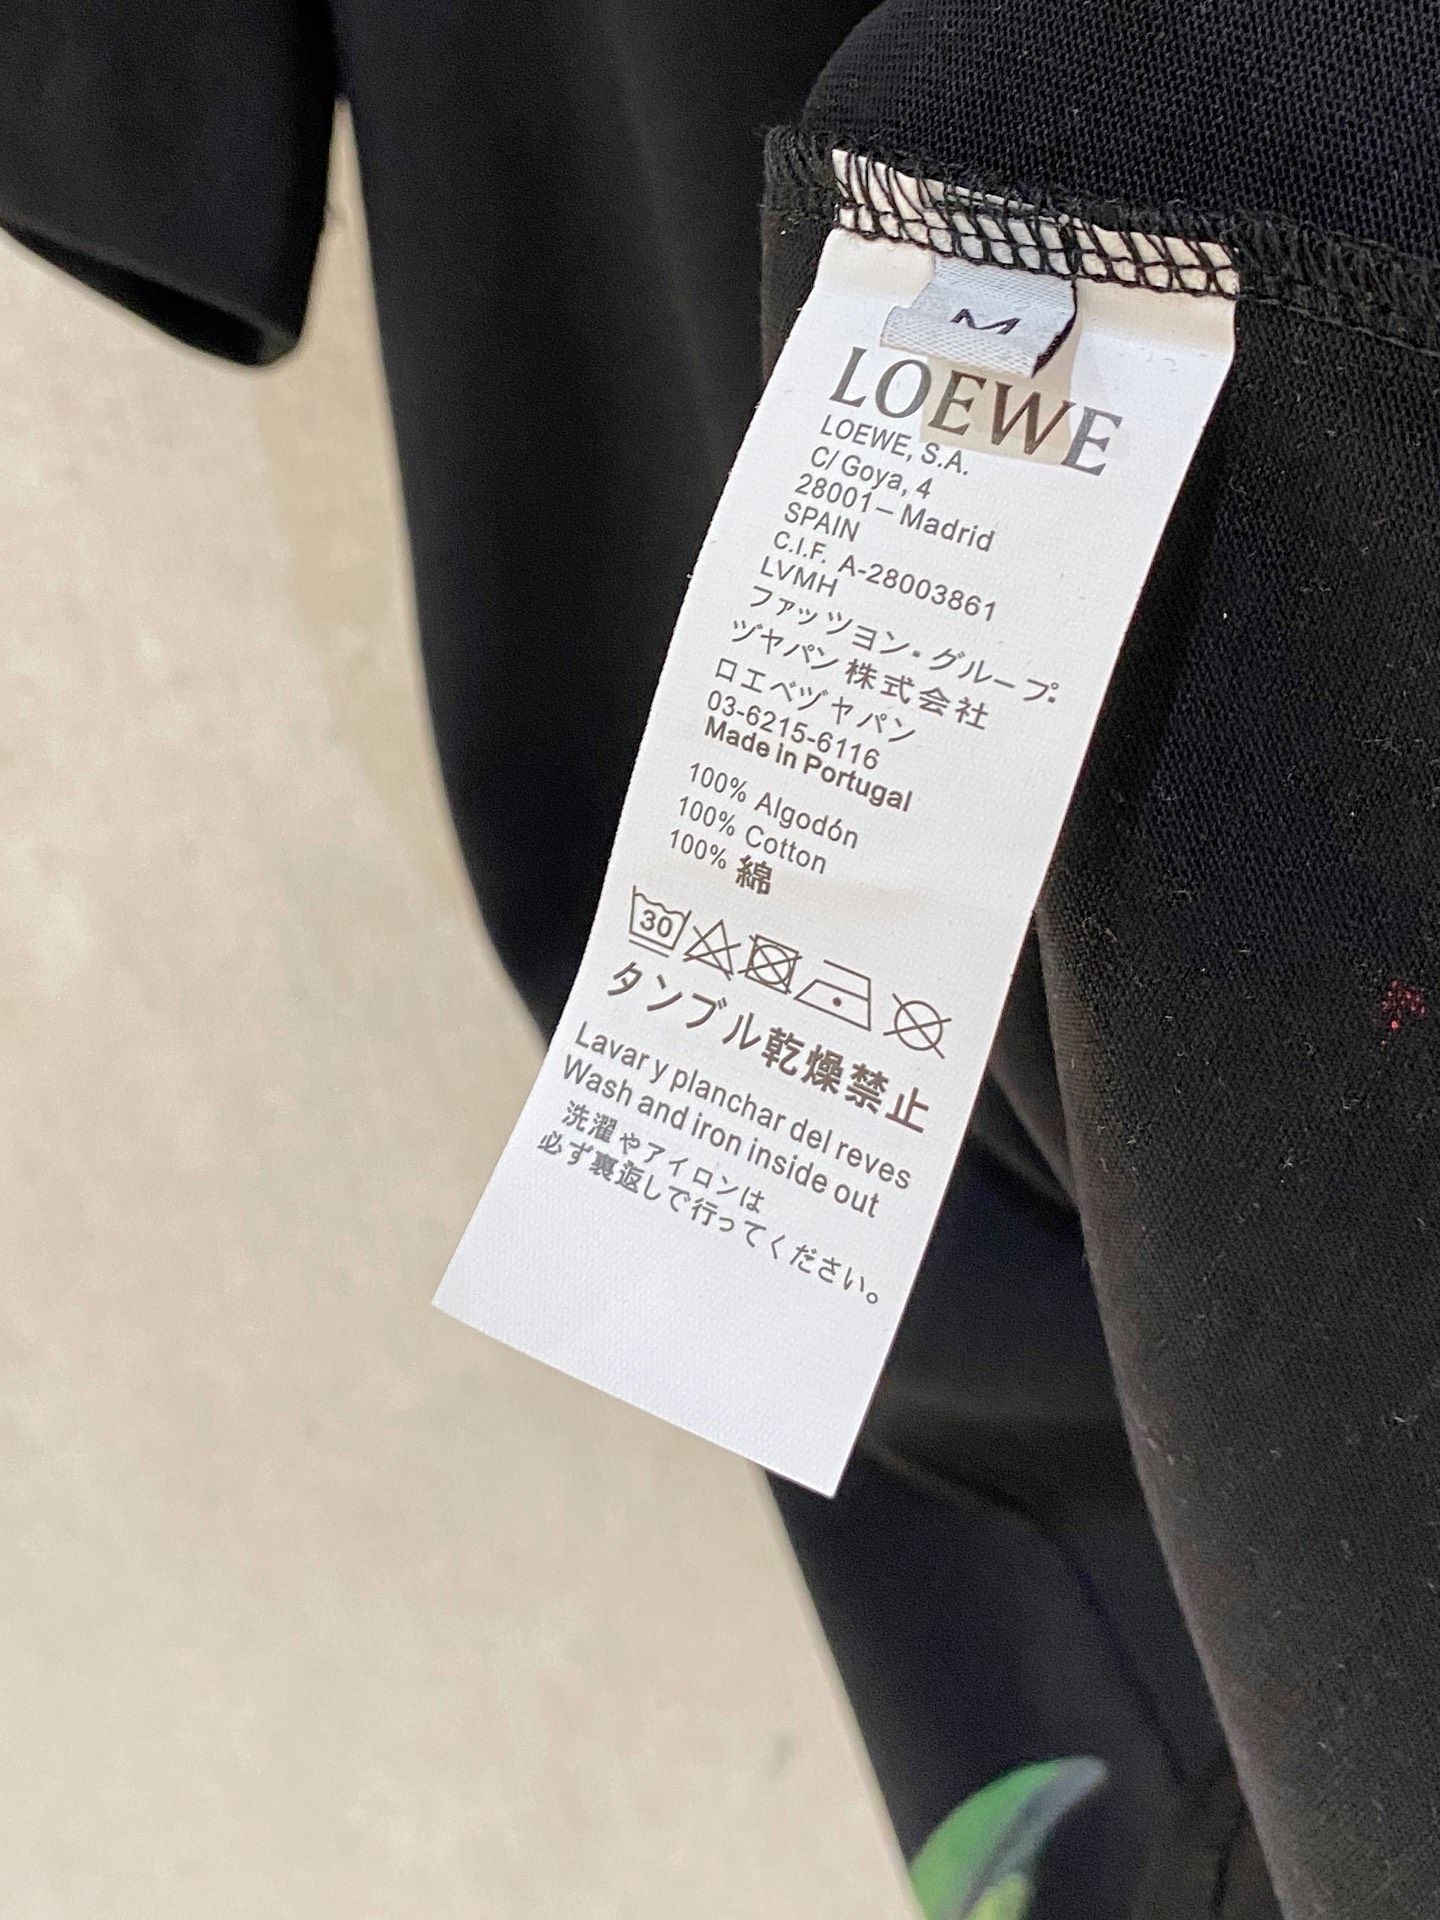 M
LOEWE
LOEWE, S.A.
C/ Goya, 4
28001 – Madrid
SPAIN
C.I.F. A-28003861
LVMH
ファッツヨン・グループ・
ヅヤパン株式会社
ロエベヅヤパン
03-6215-6116
Made in Portugal
100% Algodón
100% Cotton
100% 綿
30
タンブル乾燥禁止
Lavar y planchar del reves
Wash and iron inside out
洗濯やアイロンは
必ず裏返しで行ってください。